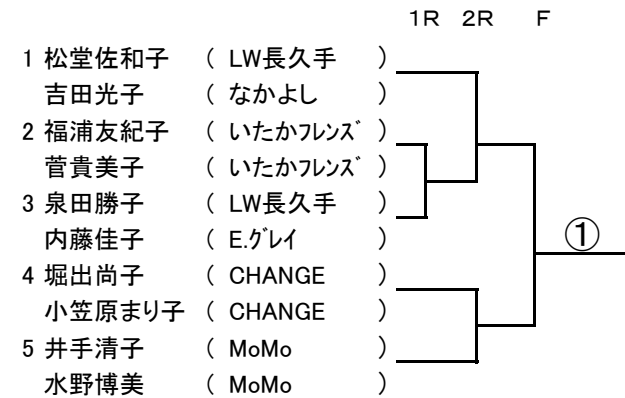 1R 2R F
1 松堂佐和子 ( LW長久手 )
吉田光子 ( なかよし )
2 福浦友紀子 ( いたかフレンズ )
菅貴美子 ( いたかフレンズ )
3 泉田勝子 ( LW長久手 )
内藤佳子 ( E.グレイ )
①
4 堀出尚子 ( CHANGE )
小笠原まり子 ( CHANGE )
5 井手清子 ( MoMo )
水野博美 ( MoMo )